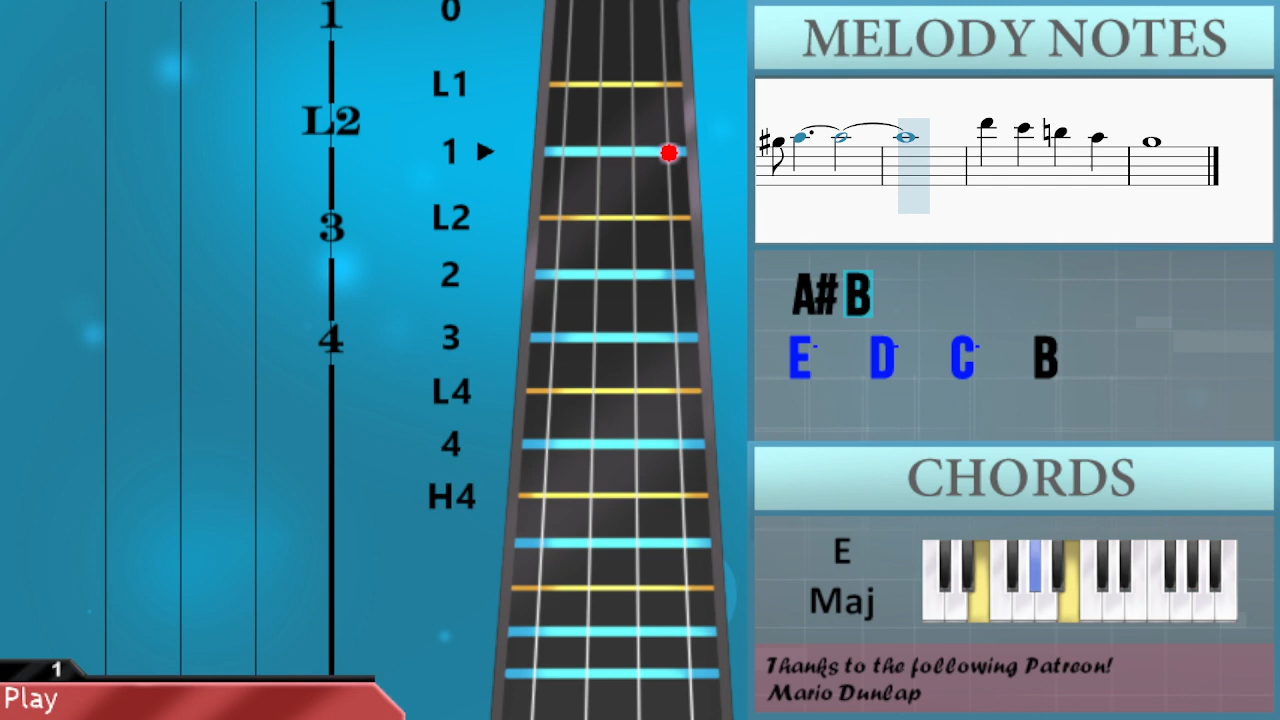 1
L2
3
4
0
L1
1
L2
2
3
L4
4
H4
1
Play
MELODY NOTES
A# B
E- D- C- B
CHORDS
E
Maj
Thanks to the following Patreon!
Mario Dunlap